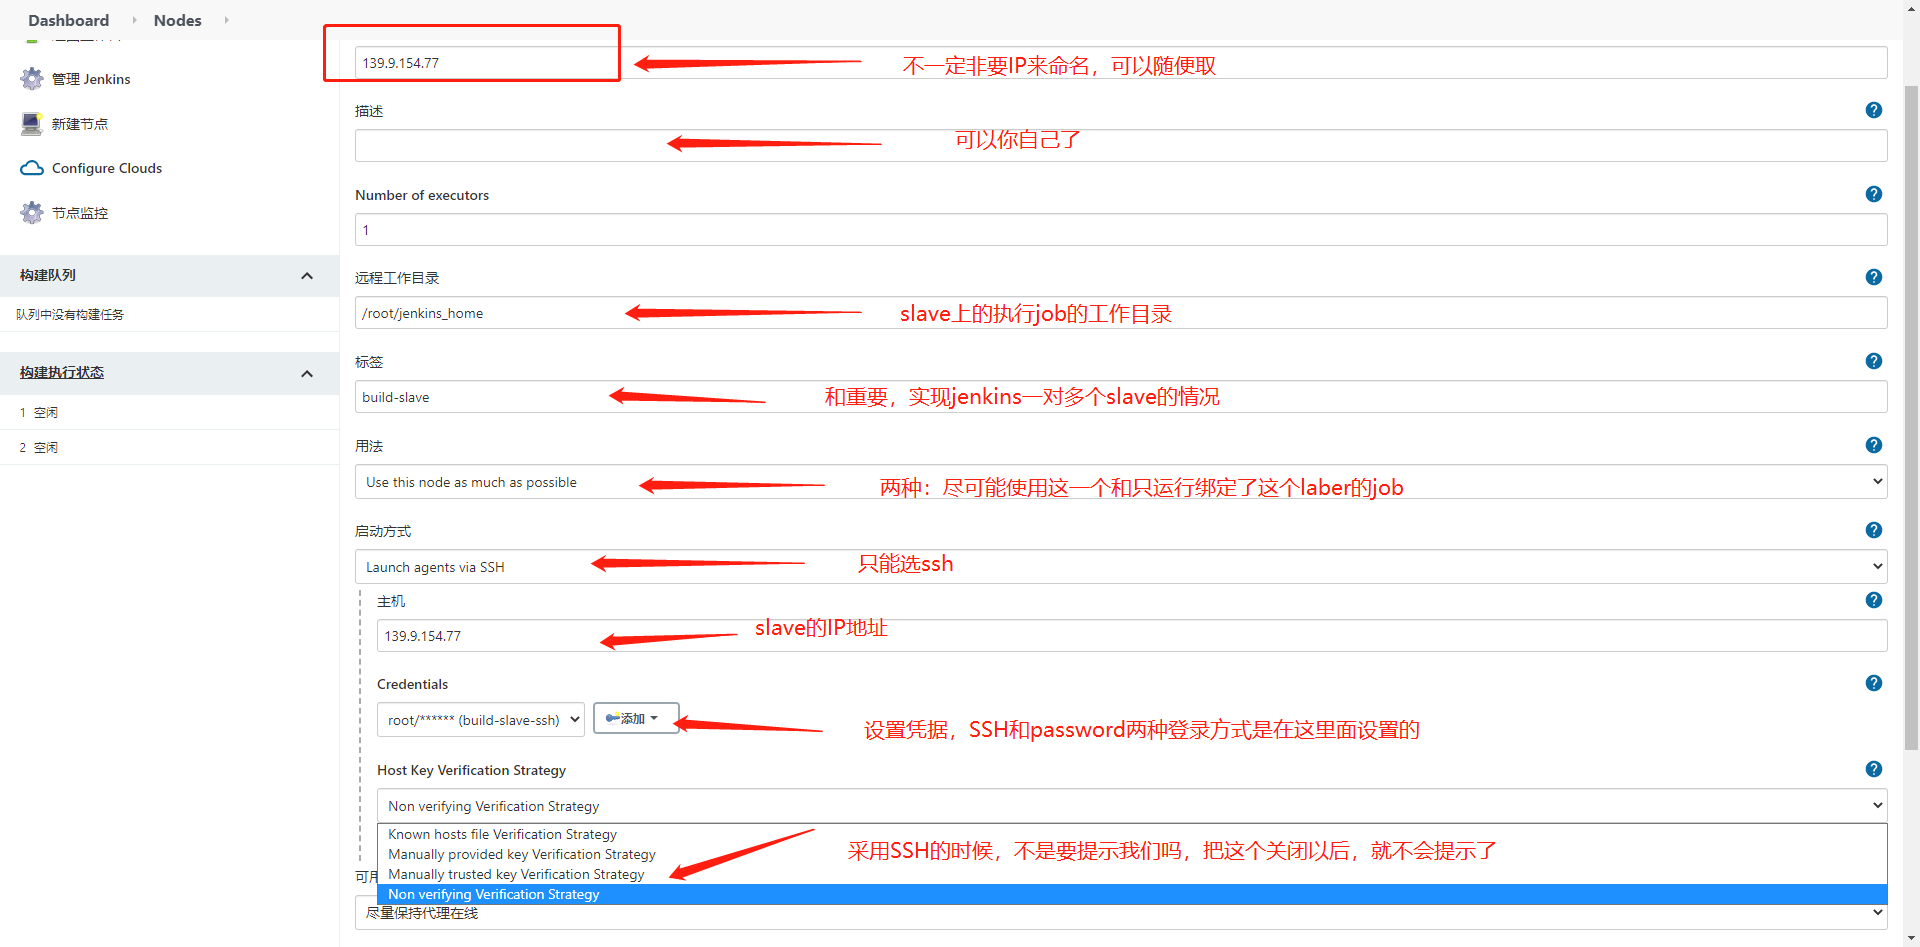 Dashboard Nodes
139.9.154.77
不一定非要IP来命名，可以随便取
管理 Jenkins
描述
新建节点
可以你自己了
Configure Clouds
Number of executors
1
节点监控
构建队列
远程工作目录
队列中没有构建任务
/root/jenkins_home
slave上的执行job的工作目录
标签
构建执行状态
build-slave
和重要，实现jenkins一对多个slave的情况
1 空闲
2 空闲
用法
Use this node as much as possible
两种：尽可能使用这一个和只运行绑定了这个laber的job
启动方式
Launch agents via SSH
只能选ssh
主机
139.9.154.77
slave的IP地址
Credentials
root/****** (build-slave-ssh)
添加
设置凭据，SSH和password两种登录方式是在这里面设置的
Host Key Verification Strategy
Non verifying Verification Strategy
Known hosts file Verification Strategy
Manually provided key Verification Strategy
采用SSH的时候，不是要提示我们吗，把这个关闭以后，就不会提示了
Manually trusted key Verification Strategy
可用
Non verifying Verification Strategy
尽量保持代理在线